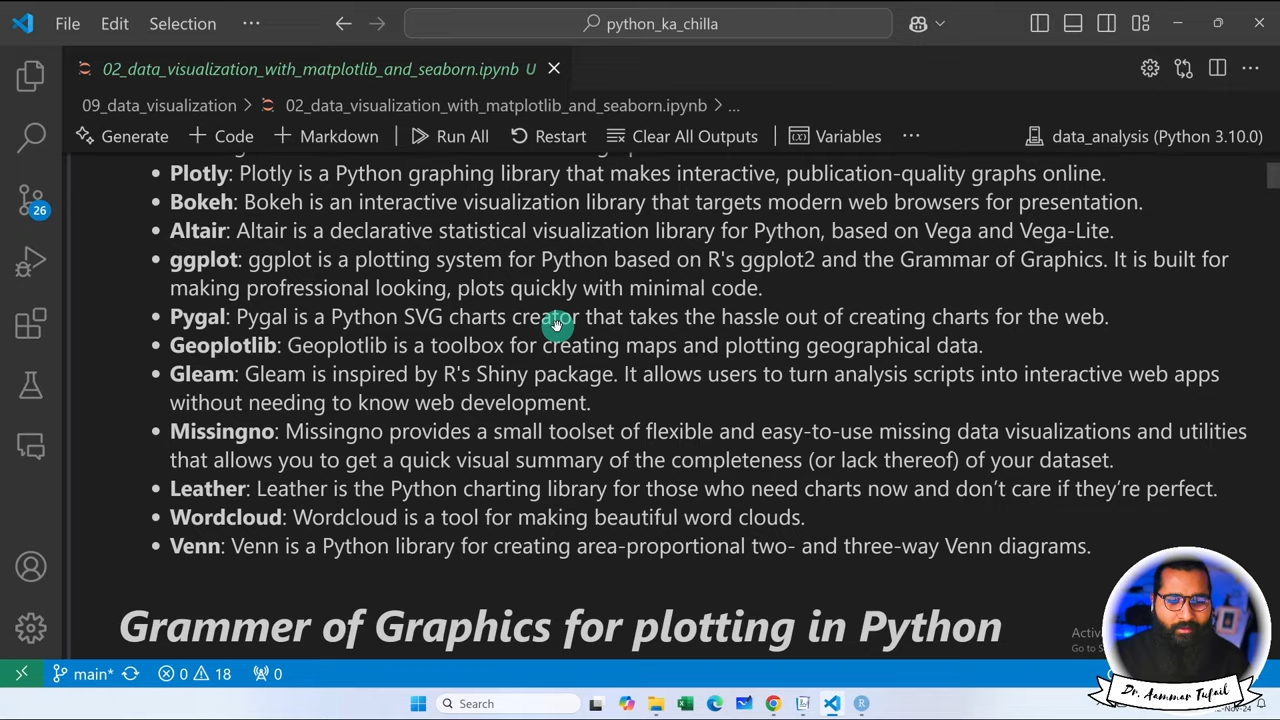 File Edit Selection ··· python_ka_chilla
02_data_visualization_with_matplotlib_and_seaborn.ipynb U
09_data_visualization > 02_data_visualization_with_matplotlib_and_seaborn.ipynb > ...
Generate + Code + Markdown Run All Restart Clear All Outputs Variables ··· data_analysis (Python 3.10.0)
• Plotly: Plotly is a Python graphing library that makes interactive, publication-quality graphs online.
• Bokeh: Bokeh is an interactive visualization library that targets modern web browsers for presentation.
• Altair: Altair is a declarative statistical visualization library for Python, based on Vega and Vega-Lite.
• ggplot: ggplot is a plotting system for Python based on R's ggplot2 and the Grammar of Graphics. It is built for
making profressional looking, plots quickly with minimal code.
• Pygal: Pygal is a Python SVG charts creator that takes the hassle out of creating charts for the web.
• Geoplotlib: Geoplotlib is a toolbox for creating maps and plotting geographical data.
• Gleam: Gleam is inspired by R's Shiny package. It allows users to turn analysis scripts into interactive web apps
without needing to know web development.
• Missingno: Missingno provides a small toolset of flexible and easy-to-use missing data visualizations and utilities
that allows you to get a quick visual summary of the completeness (or lack thereof) of your dataset.
• Leather: Leather is the Python charting library for those who need charts now and don’t care if they’re perfect.
• Wordcloud: Wordcloud is a tool for making beautiful word clouds.
• Venn: Venn is a Python library for creating area-proportional two- and three-way Venn diagrams.
Grammer of Graphics for plotting in Python
26
main* 0 18 0
Search
Dr. Aammar Tufail